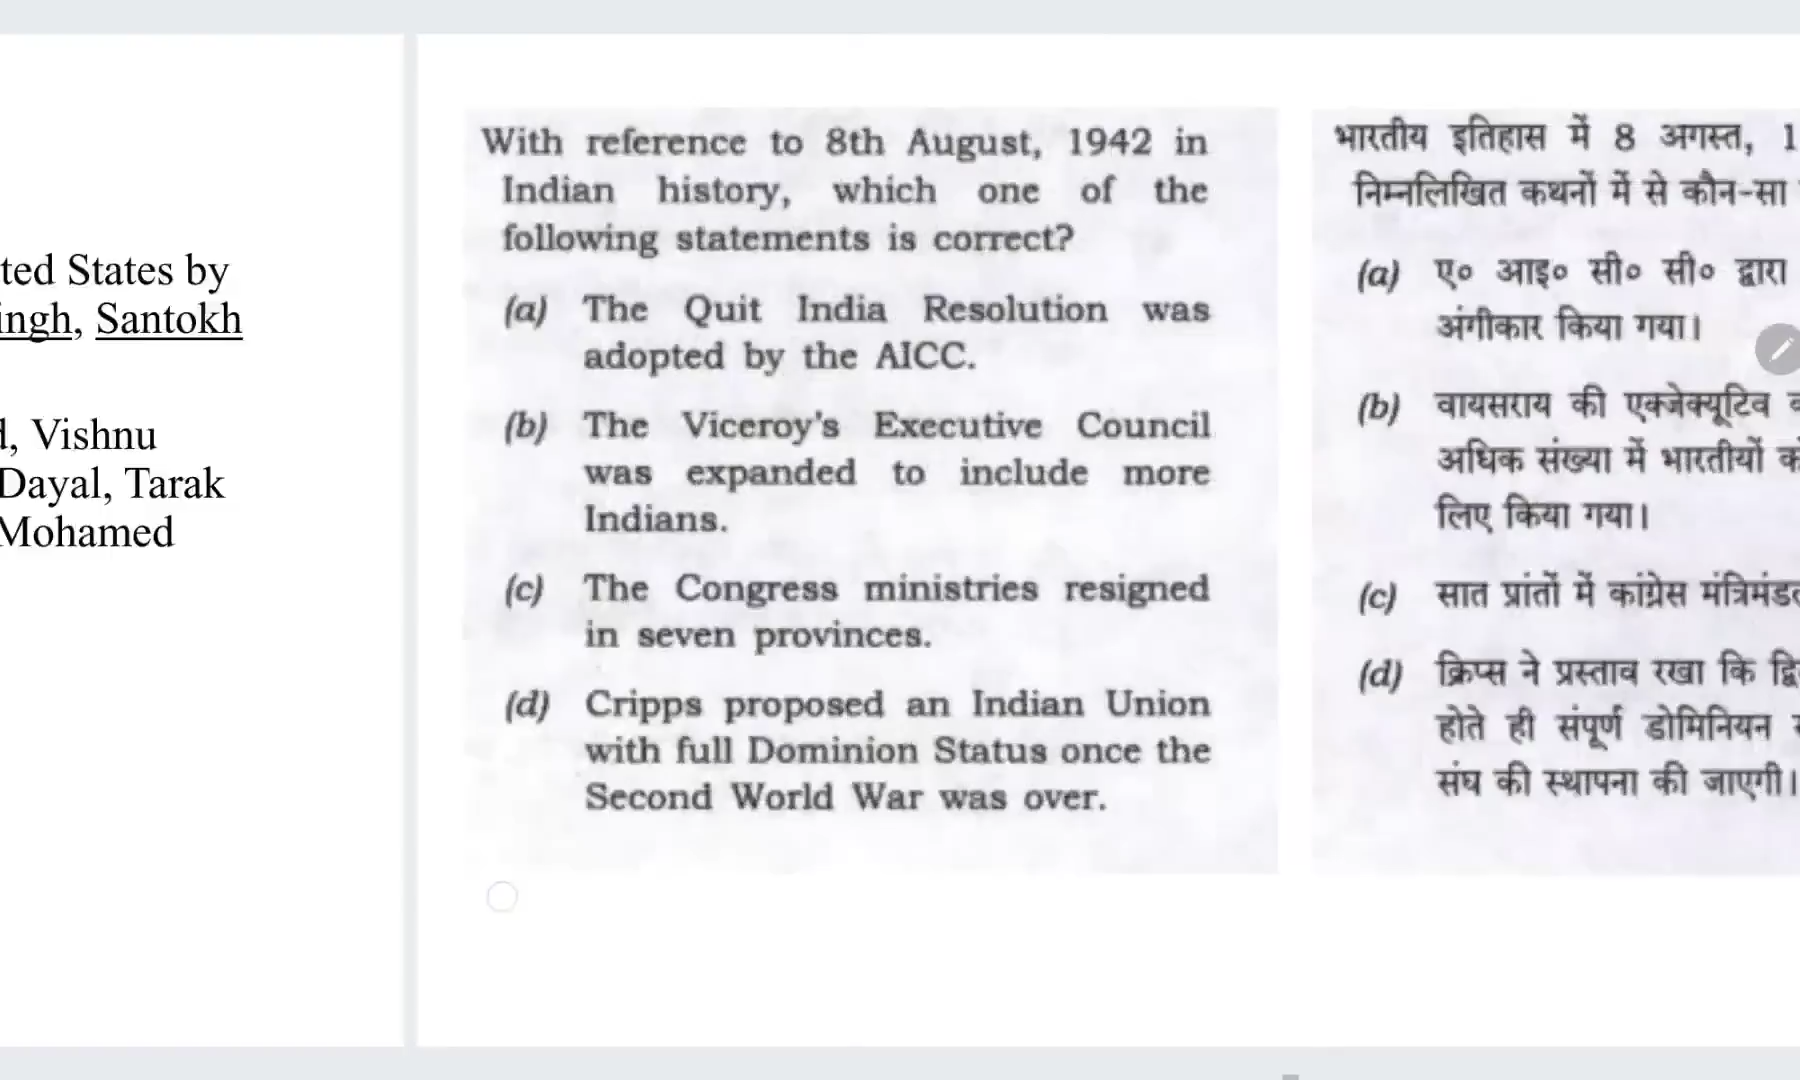 ted States by
ingh, Santokh
Vishnu
Dayal, Tarak
Mohamed
With reference to 8th August, 1942 in
Indian history, which one of the
following statements is correct?
(a) The Quit India Resolution was
adopted by the AICC.
(b) The Viceroy's Executive Council
was expanded to include more
Indians.
(c) The Congress ministries resigned
in seven provinces.
(d) Cripps proposed an Indian Union
with full Dominion Status once the
Second World War was over.
भारतीय इतिहास में 8 अगस्त, 1
निम्नलिखित कथनों में से कौन-सा
(a) ए० आइ० सी० सी० द्वारा
अंगीकार किया गया।
(b) वायसराय की एक्जेक्यूटिव
अधिक संख्या में भारतीयों
लिए किया गया।
(c) सात प्रांतों में कांग्रेस
(d) क्रिप्स ने प्रस्ताव रखा कि
होते ही संपूर्ण डोमिनियन
संघ की स्थापना की जाएगी।